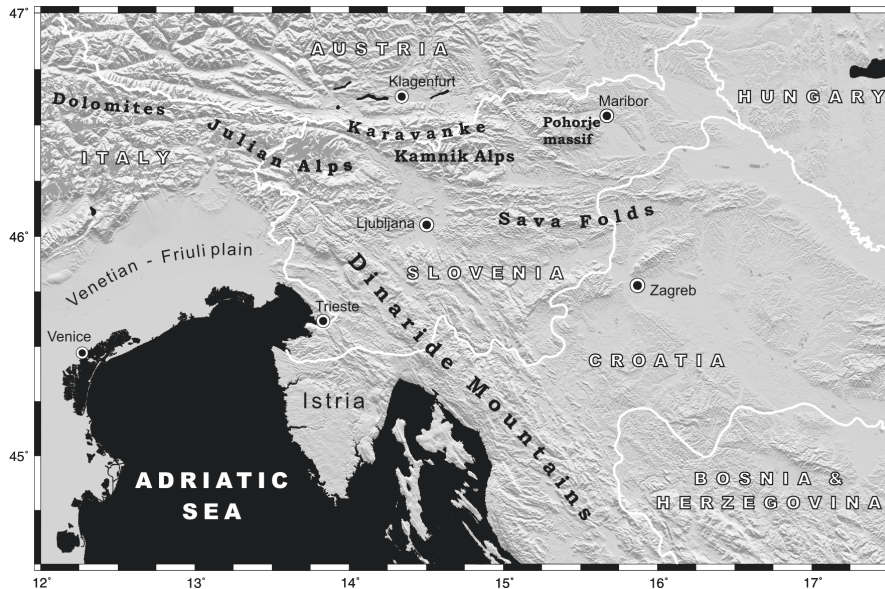 47°
AUSTRIA
Klagenfurt
HUNGARY
Dolomites
Maribor
Karavanke
Pohorje
massif
Julian Alps
Kamnik Alps
ITALY
Sava Folds
Ljubljana
46°
SLOVENIA
Venetian - Friuli plain
Dinaride Mountains
Zagreb
Trieste
Venice
CROATIA
Istria
45°
ADRIATIC
SEA
BOSNIA &
HERZEGOVINA
12°
13°
14°
15°
16°
17°